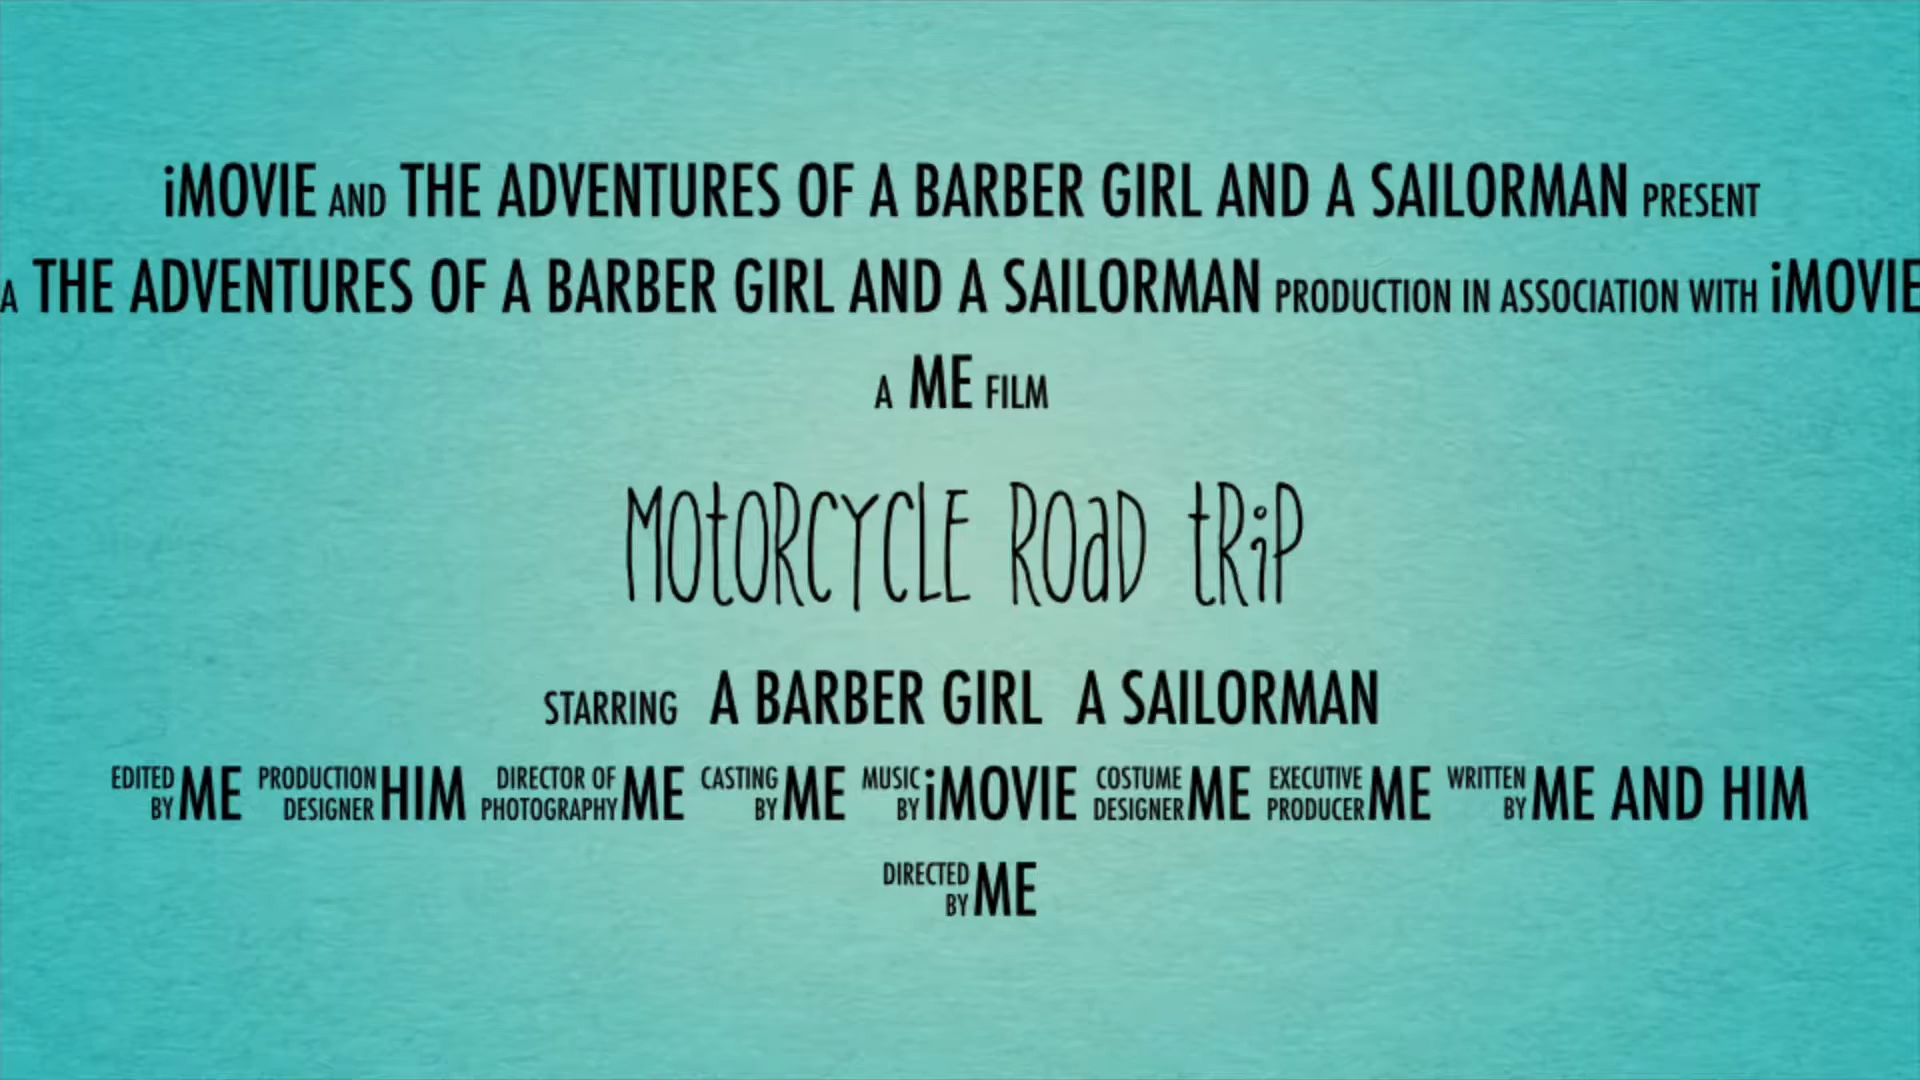 iMOVIE AND THE ADVENTURES OF A BARBER GIRL AND A SAILORMAN PRESENT
A THE ADVENTURES OF A BARBER GIRL AND A SAILORMAN PRODUCTION IN ASSOCIATION WITH iMOVIE
A ME FILM
MOtORCYCLE ROaD tRiP
STARRING A BARBER GIRL A SAILORMAN
EDITED BY ME PRODUCTION DESIGNER HIM DIRECTOR OF PHOTOGRAPHY ME CASTING BY ME MUSIC BY iMOVIE COSTUME DESIGNER ME EXECUTIVE PRODUCER ME WRITTEN BY ME AND HIM
DIRECTED BY ME